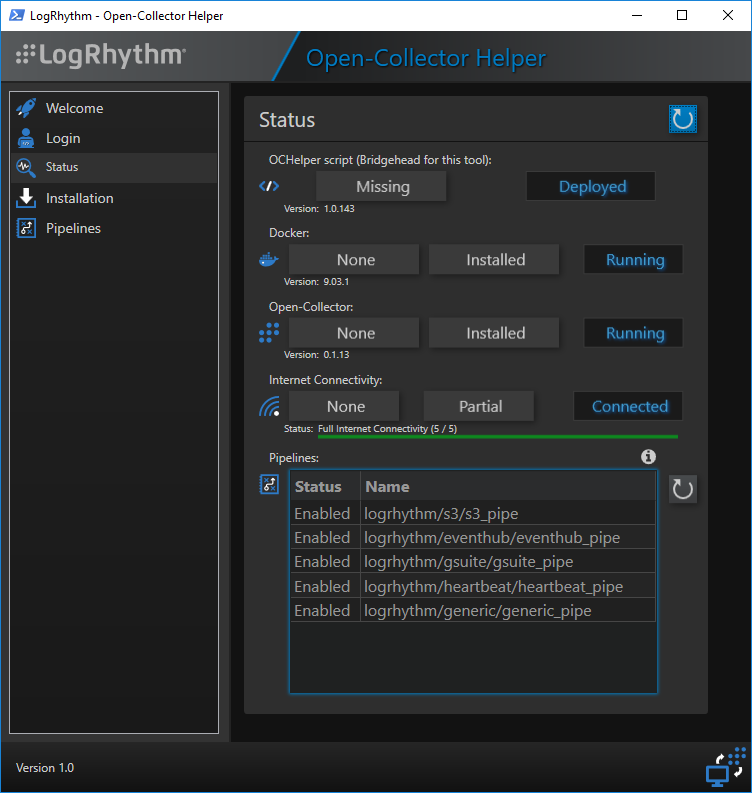 LogRhythm - Open-Collector Helper
LogRhythm
Open-Collector Helper
Welcome
Login
Status
Installation
Pipelines
Status
OCHelper script (Bridgehead for this tool):
Missing Deployed
Version: 1.0.143
Docker:
None Installed Running
Version: 9.03.1
Open-Collector:
None Installed Running
Version: 0.1.13
Internet Connectivity:
None Partial Connected
Status: Full Internet Connectivity (5 / 5)
Pipelines:
Status Name
Enabled logrhythm/s3/s3_pipe
Enabled logrhythm/eventhub/eventhub_pipe
Enabled logrhythm/gsuite/gsuite_pipe
Enabled logrhythm/heartbeat/heartbeat_pipe
Enabled logrhythm/generic/generic_pipe
Version 1.0